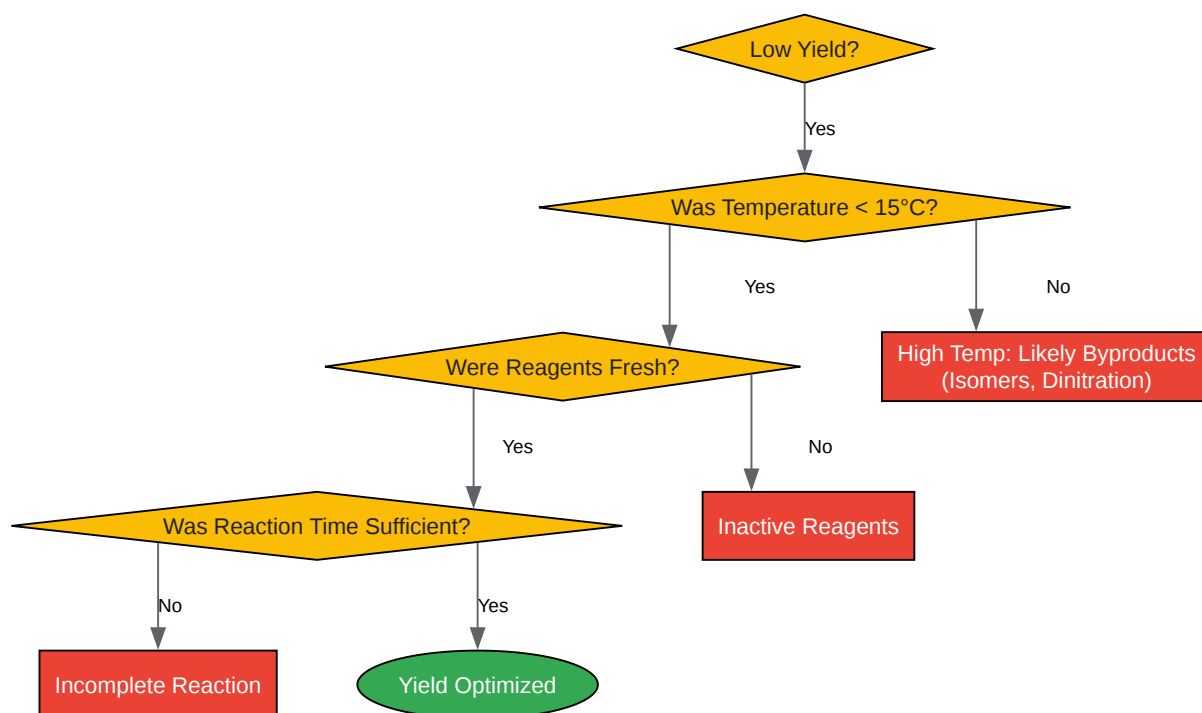 Low Yield?
Yes
Was Temperature < 15°C?
Yes
No
High Temp: Likely Byproducts
(Isomers, Dinitration)
Were Reagents Fresh?
Yes
No
Inactive Reagents
Was Reaction Time Sufficient?
No
Yes
Incomplete Reaction
Yield Optimized